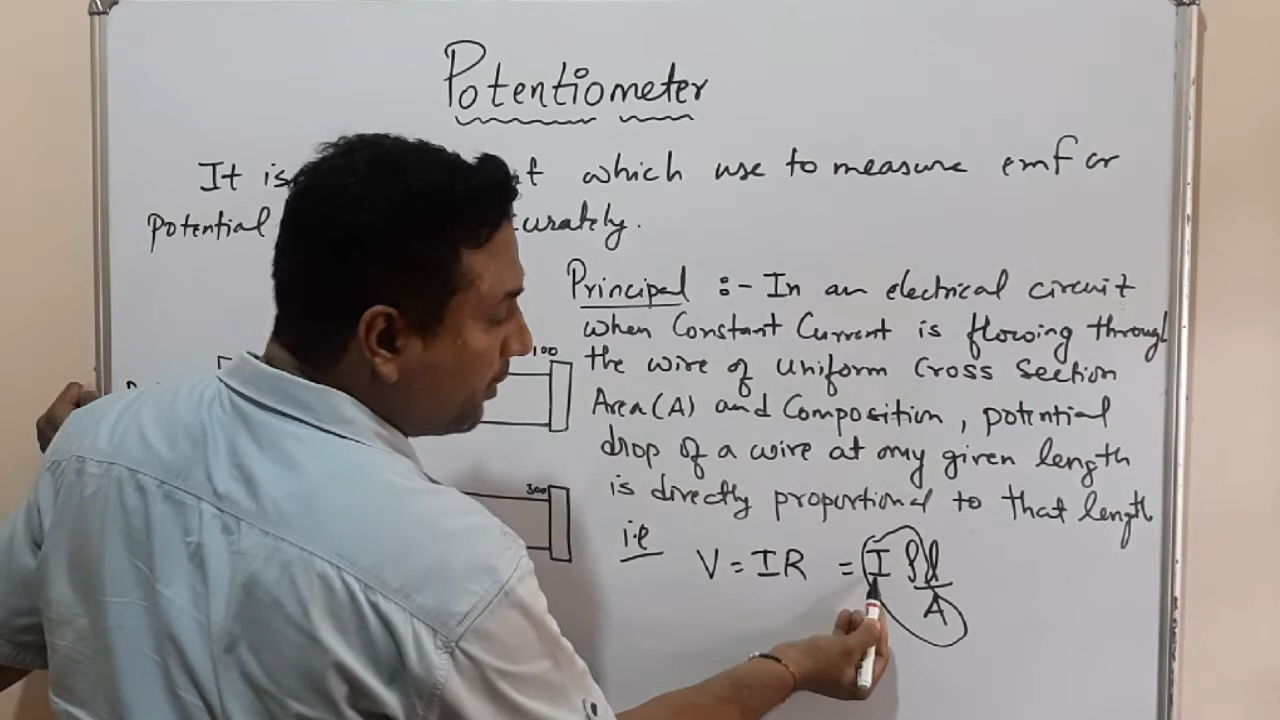 Potentiometer
It is which use to measure emf or
Potential
Principal :- In an electrical circuit
when Constant Current is flowing through
100
the wire of Uniform Cross Section
Area(A) and Composition, potential
drop of a wire at any given length
300
is directly proportional to that length
i.e
V = IR = I ρl/A